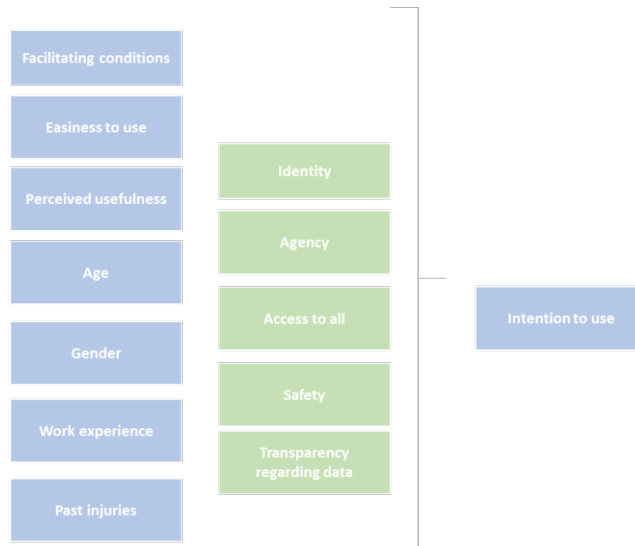 Facilitating conditions
Easiness to use
Perceived usefulness
Age
Gender
Work experience
Past injuries
Identity
Agency
Access to all
Safety
Transparency
regarding data
Intention to use